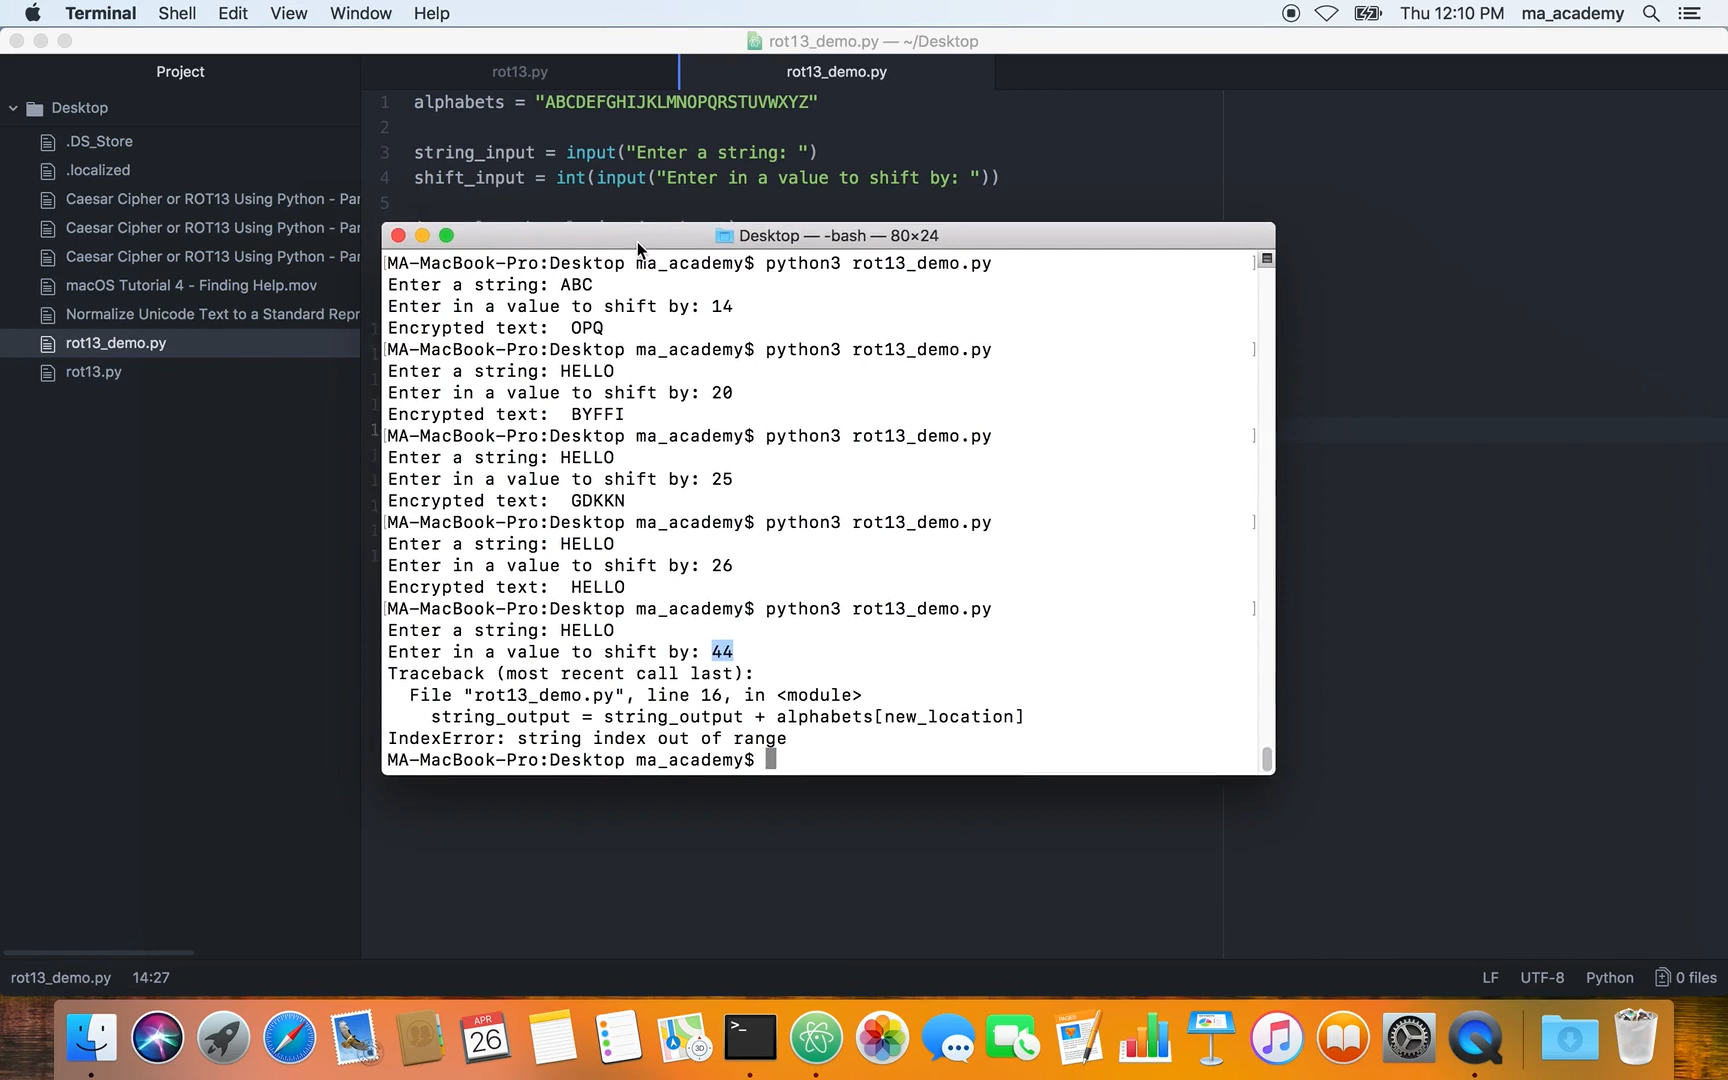 Terminal Shell Edit View Window Help Thu 12:10 PM ma_academy
rot13_demo.py — ~/Desktop
Project
rot13.py
rot13_demo.py
Desktop
.DS_Store
.localized
Caesar Cipher or ROT13 Using Python - Par
Caesar Cipher or ROT13 Using Python - Par
Caesar Cipher or ROT13 Using Python - Par
macOS Tutorial 4 - Finding Help.mov
Normalize Unicode Text to a Standard Repr
rot13_demo.py
rot13.py
1 alphabets = "ABCDEFGHIJKLMNOPQRSTUVWXYZ"
2
3 string_input = input("Enter a string: ")
4 shift_input = int(input("Enter in a value to shift by: "))
5
Desktop — -bash — 80×24
[MA-MacBook-Pro:Desktop ma_academy$ python3 rot13_demo.py ]
Enter a string: ABC
Enter in a value to shift by: 14
Encrypted text:  OPQ
[MA-MacBook-Pro:Desktop ma_academy$ python3 rot13_demo.py ]
Enter a string: HELLO
Enter in a value to shift by: 20
Encrypted text:  BYFFI
[MA-MacBook-Pro:Desktop ma_academy$ python3 rot13_demo.py ]
Enter a string: HELLO
Enter in a value to shift by: 25
Encrypted text:  GDKKN
[MA-MacBook-Pro:Desktop ma_academy$ python3 rot13_demo.py ]
Enter a string: HELLO
Enter in a value to shift by: 26
Encrypted text:  HELLO
[MA-MacBook-Pro:Desktop ma_academy$ python3 rot13_demo.py ]
Enter a string: HELLO
Enter in a value to shift by: 44
Traceback (most recent call last):
  File "rot13_demo.py", line 16, in <module>
    string_output = string_output + alphabets[new_location]
IndexError: string index out of range
MA-MacBook-Pro:Desktop ma_academy$
rot13_demo.py 14:27 LF UTF-8 Python 0 files
APR
26
3D
PAGES